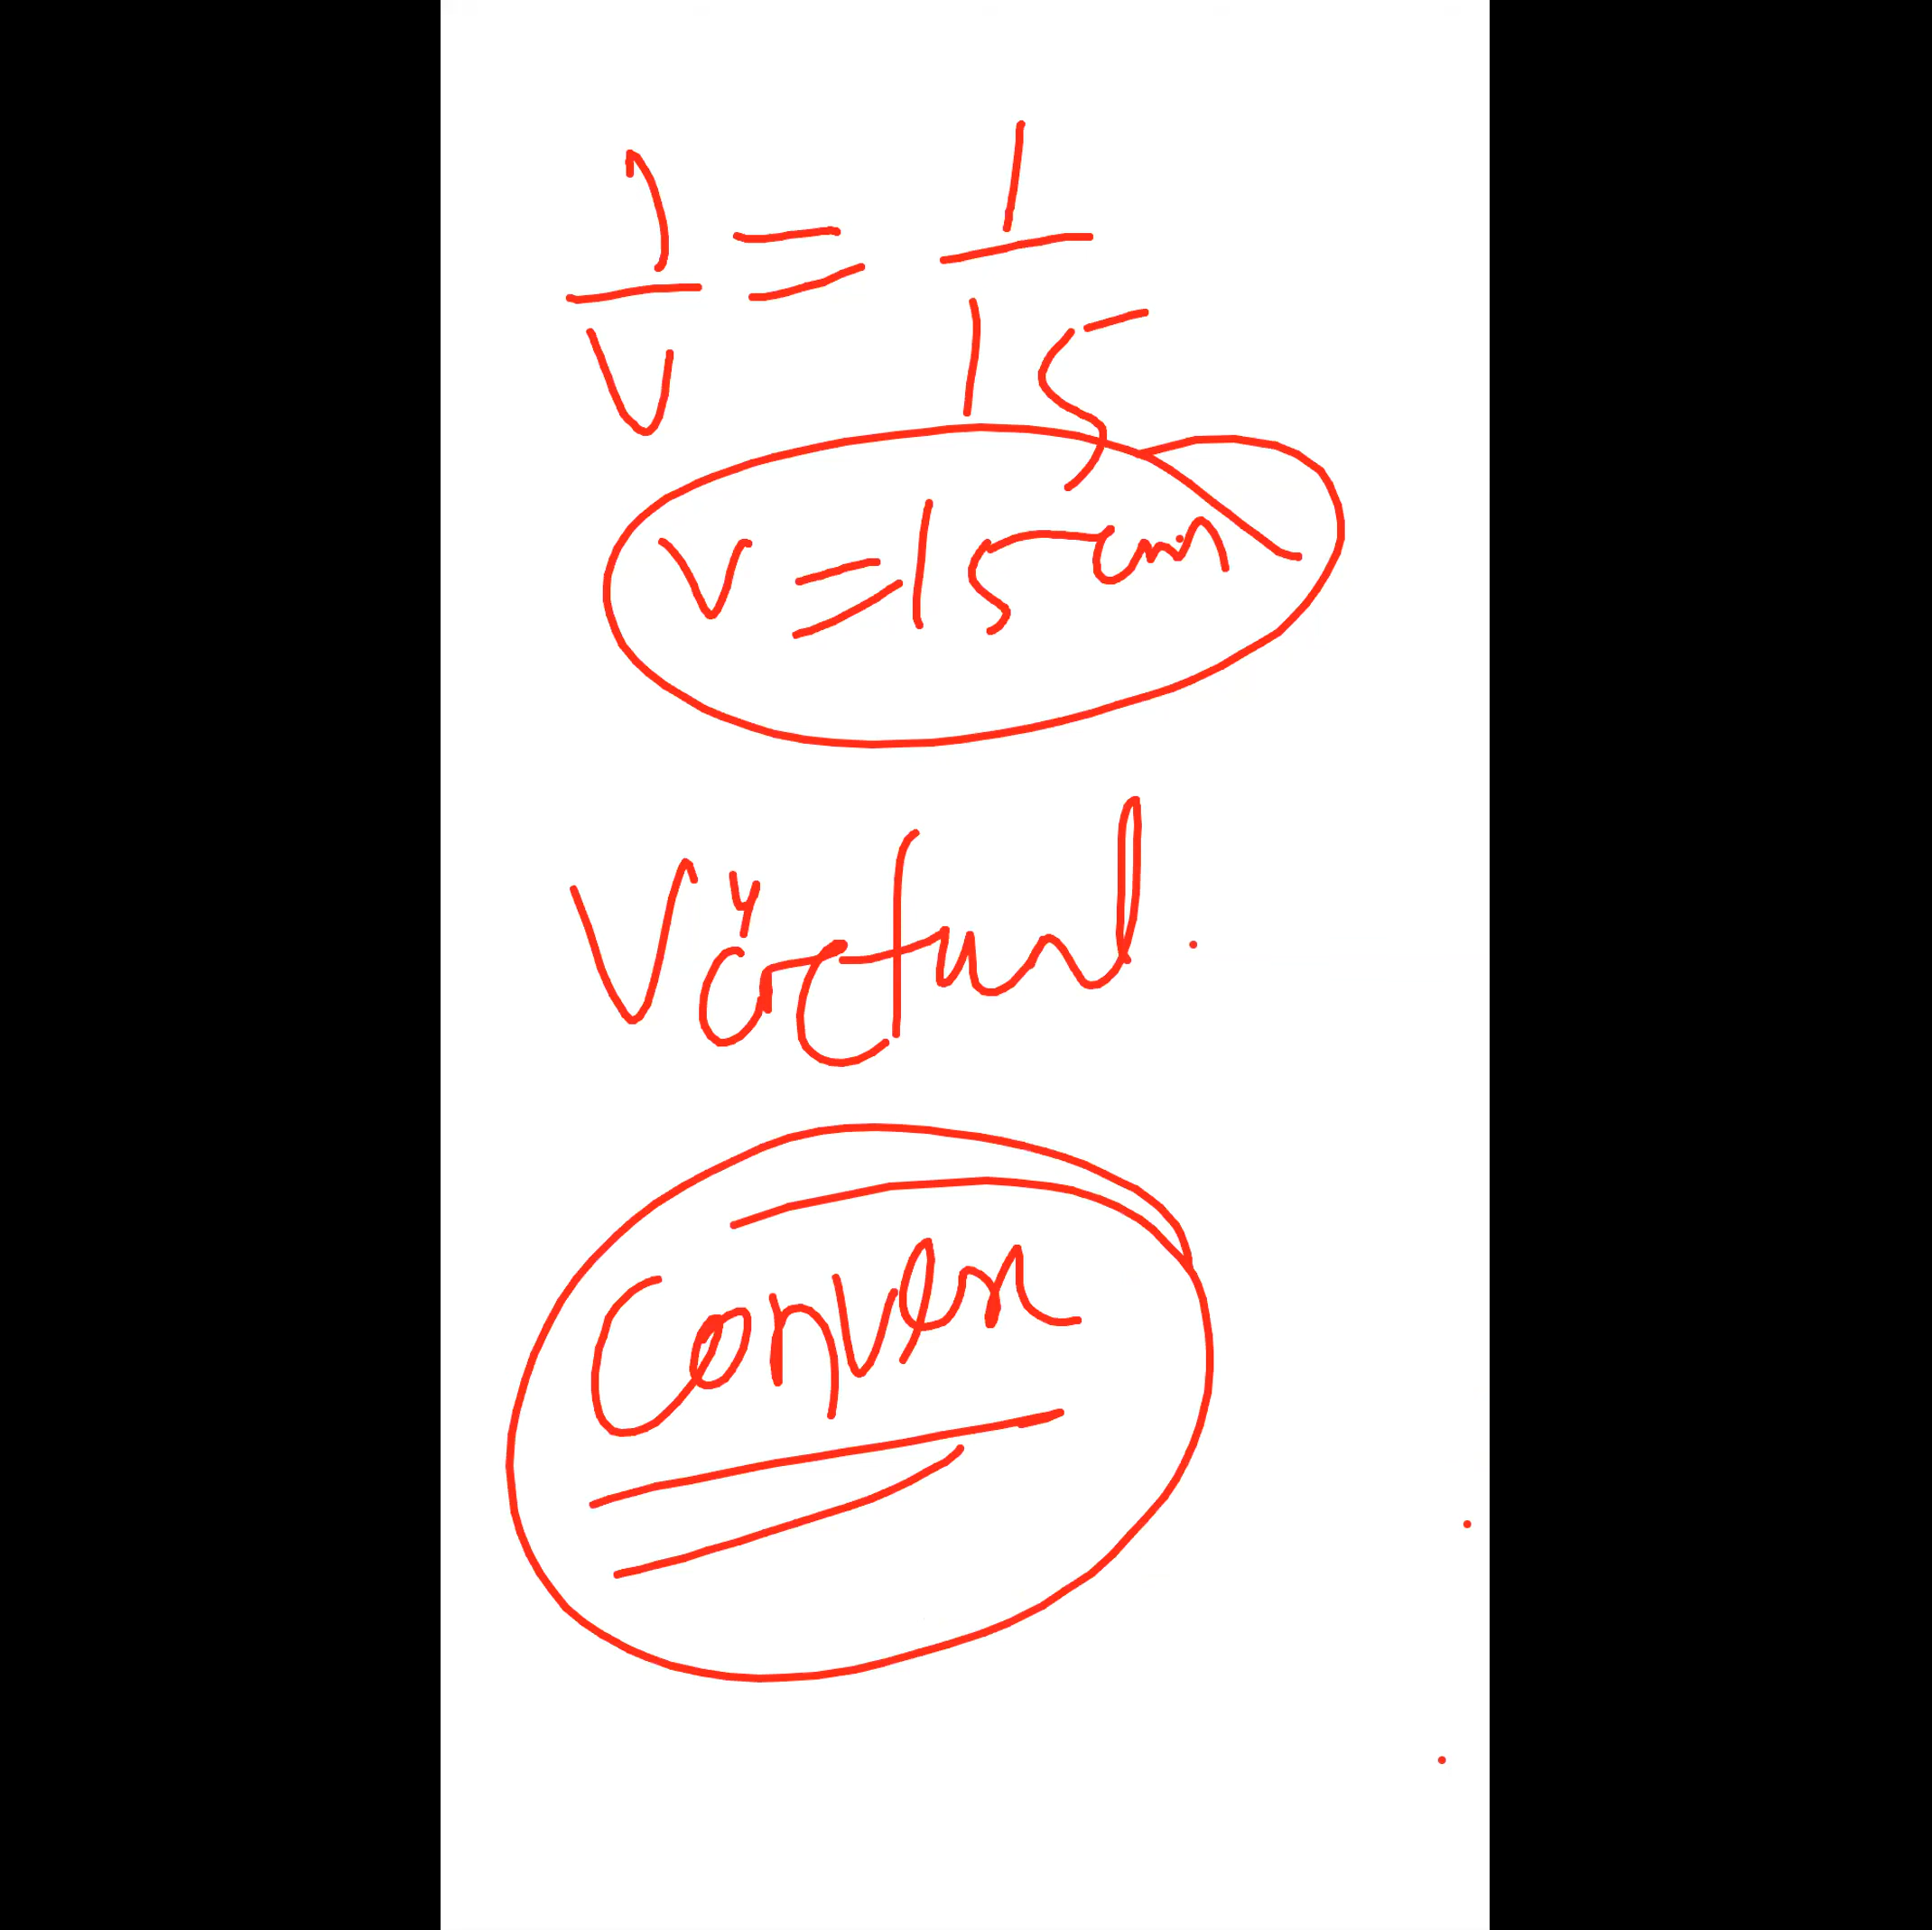 1/v = 1/15
v = 15 cm
Virtual.
Convex